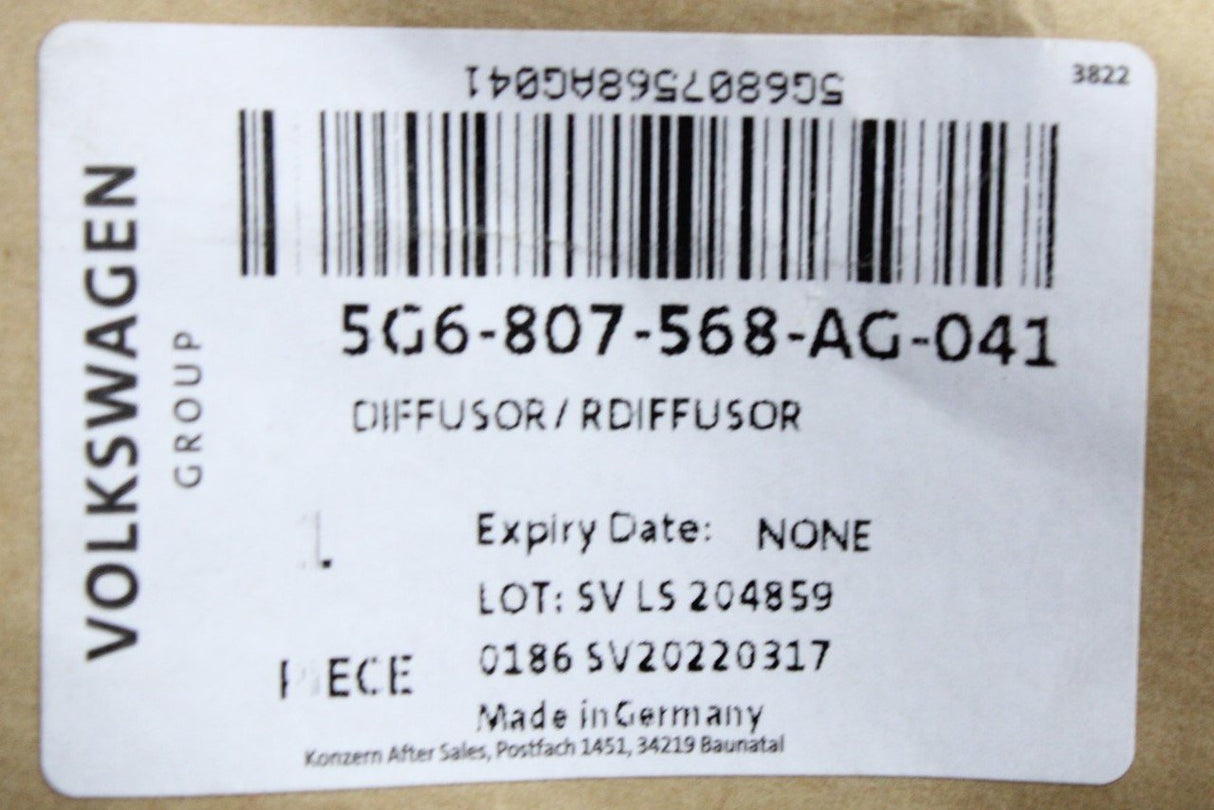 5G6807568AG041
3822
VOLKSWAGEN
GROUP
5G6-807-568-AG-041
DIFFUSOR/ RDIFFUSOR
1
Expiry Date: NONE
LOT: SV LS 204859
PIECE
0186 SV20220317
Made in Germany
Konzern After Sales, Postfach 1451, 34219 Baunatal